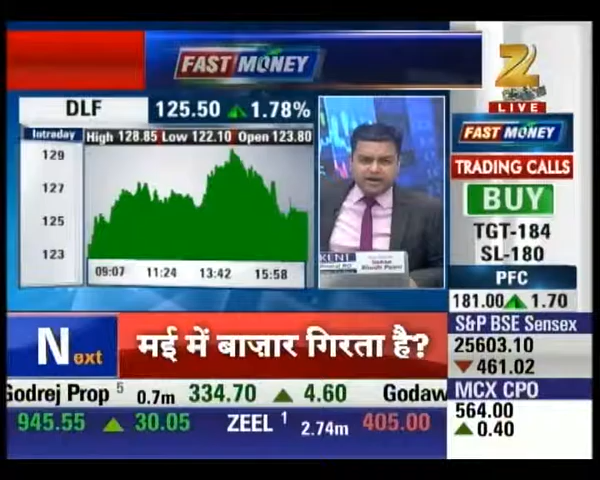 FAST MONEY
Z
LIVE
DLF 125.50 1.78%
Intraday High 128.85 Low 122.10 Open 123.80
129
127
125
123
09:07 11:24 13:42 15:58
FAST MONEY
TRADING CALLS
BUY
TGT-184
SL-180
PFC
181.00 1.70
S&P BSE Sensex
25603.10
461.02
MCX CPO
564.00
0.40
KENT
Next मई में बाज़ार गिरता है?
Godrej Prop 5 0.7m 334.70 4.60 Godaw
945.55 30.05 ZEEL 1 2.74m 405.00